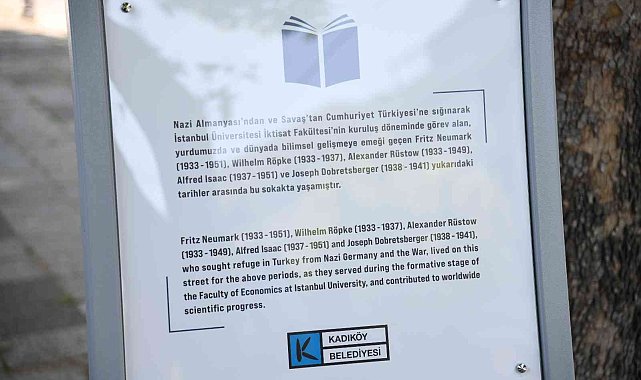 Nazi Almanyası'ndan ve Savaş'tan Cumhuriyet Türkiyesi'ne sığınarak
İstanbul Üniversitesi İktisat Fakültesi'nin kuruluş döneminde görev alan,
yurdumuzda ve dünyada bilimsel gelişmeye emeği geçen Fritz Neumark
(1933-1951), Wilhelm Röpke (1933-1937), Alexander Rüstow (1933-1949),
Alfred Isaac (1937-1951) ve Joseph Dobretsberger (1938-1941) yukarıdaki
tarihler arasında bu sokakta yaşamıştır.
Fritz Neumark (1933-1951), Wilhelm Röpke (1933-1937), Alexander Rüstow
(1933-1949), Alfred Isaac (1937-1951) and Joseph Dobretsberger (1938-1941),
who sought refuge in Turkey from Nazi Germany and the War, lived on this
street for the above periods, as they served during the formative stage of
the Faculty of Economics at Istanbul University, and contributed to worldwide
scientific progress.
KADIKÖY
BELEDİYESİ